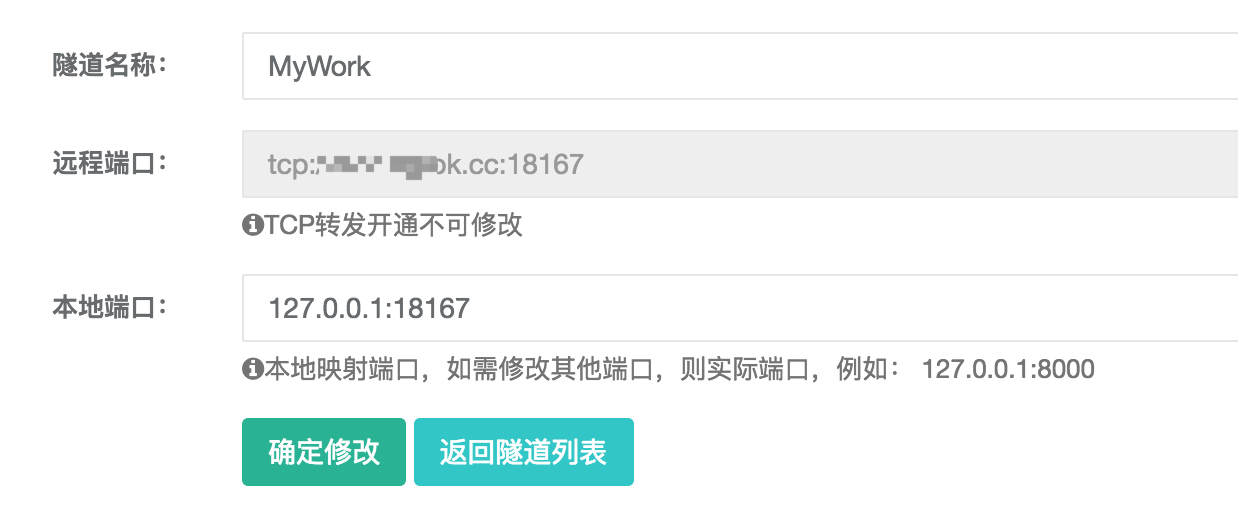 隧道名称：
MyWork
远程端口：
tcp:/ ok.cc:18167
TCP转发开通不可修改
本地端口：
127.0.0.1:18167
本地映射端口，如需修改其他端口，则实际端口，例如： 127.0.0.1:8000
确定修改 返回隧道列表